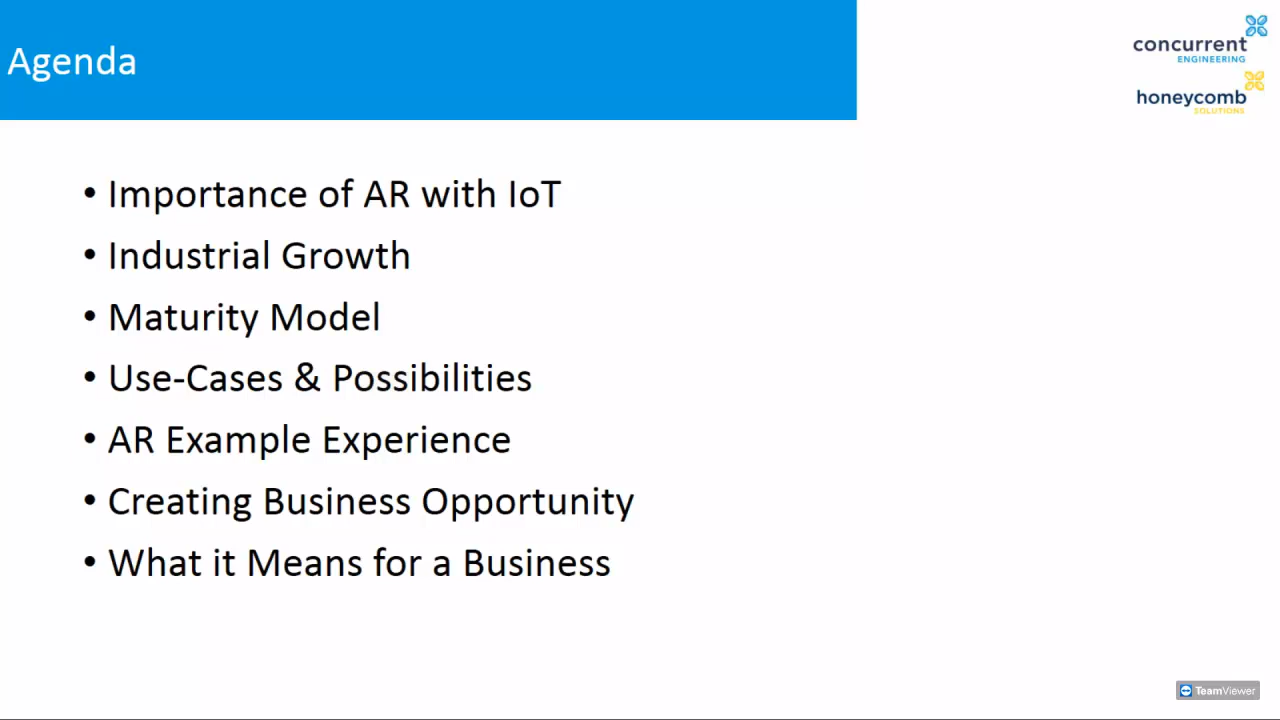 Agenda
concurrent
ENGINEERING
honeycomb
SOLUTIONS
• Importance of AR with IoT
• Industrial Growth
• Maturity Model
• Use-Cases & Possibilities
• AR Example Experience
• Creating Business Opportunity
• What it Means for a Business
TeamViewer